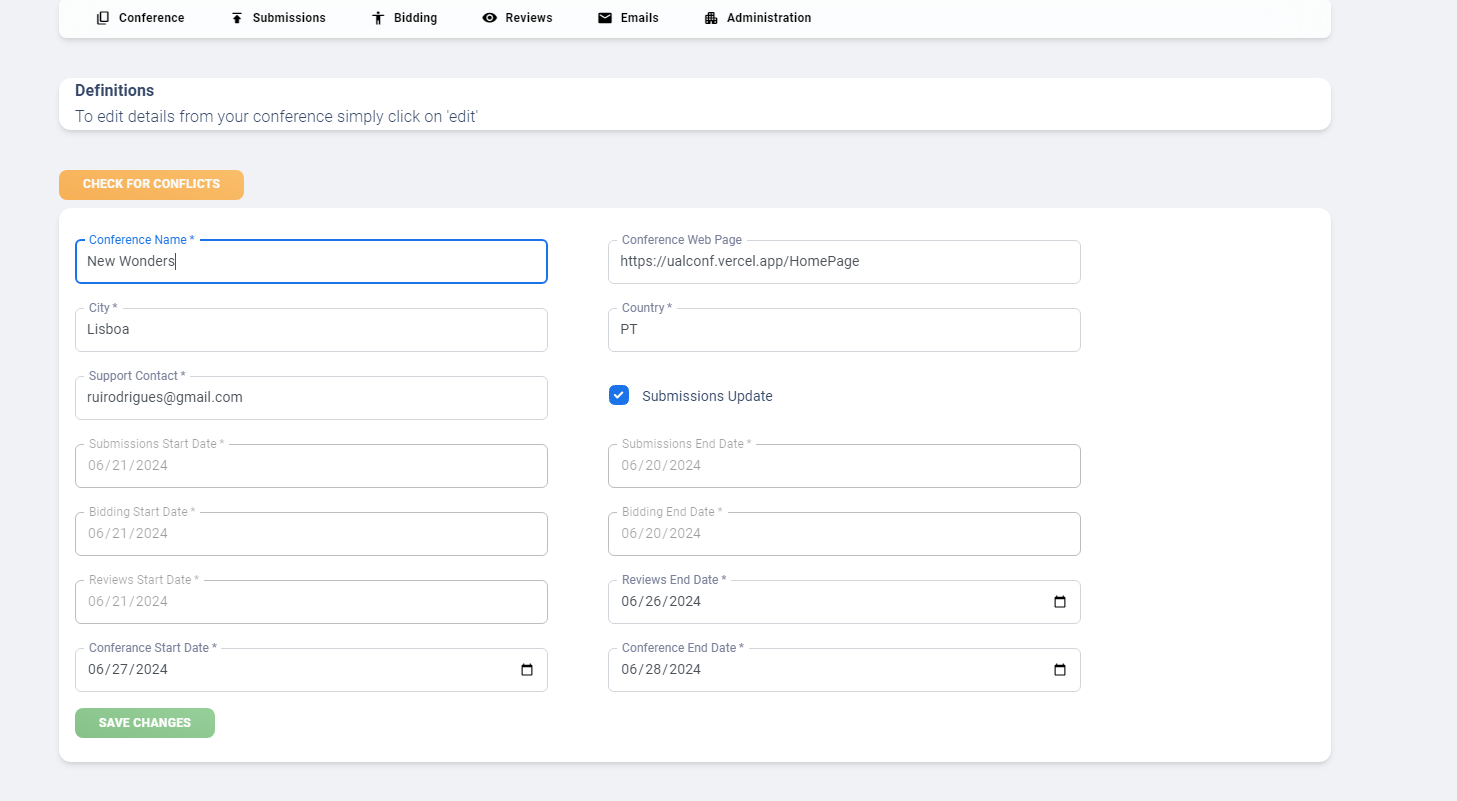 Conference Submissions Bidding Reviews Emails Administration
Definitions
To edit details from your conference simply click on 'edit'
CHECK FOR CONFLICTS
Conference Name * Conference Web Page
New Wonders https://ualconf.vercel.app/HomePage
City * Country *
Lisboa PT
Support Contact *
ruirodrigues@gmail.com Submissions Update
Submissions Start Date * Submissions End Date *
06/21/2024 06/20/2024
Bidding Start Date * Bidding End Date *
06/21/2024 06/20/2024
Reviews Start Date * Reviews End Date *
06/21/2024 06/26/2024
Conferance Start Date * Conference End Date *
06/27/2024 06/28/2024
SAVE CHANGES